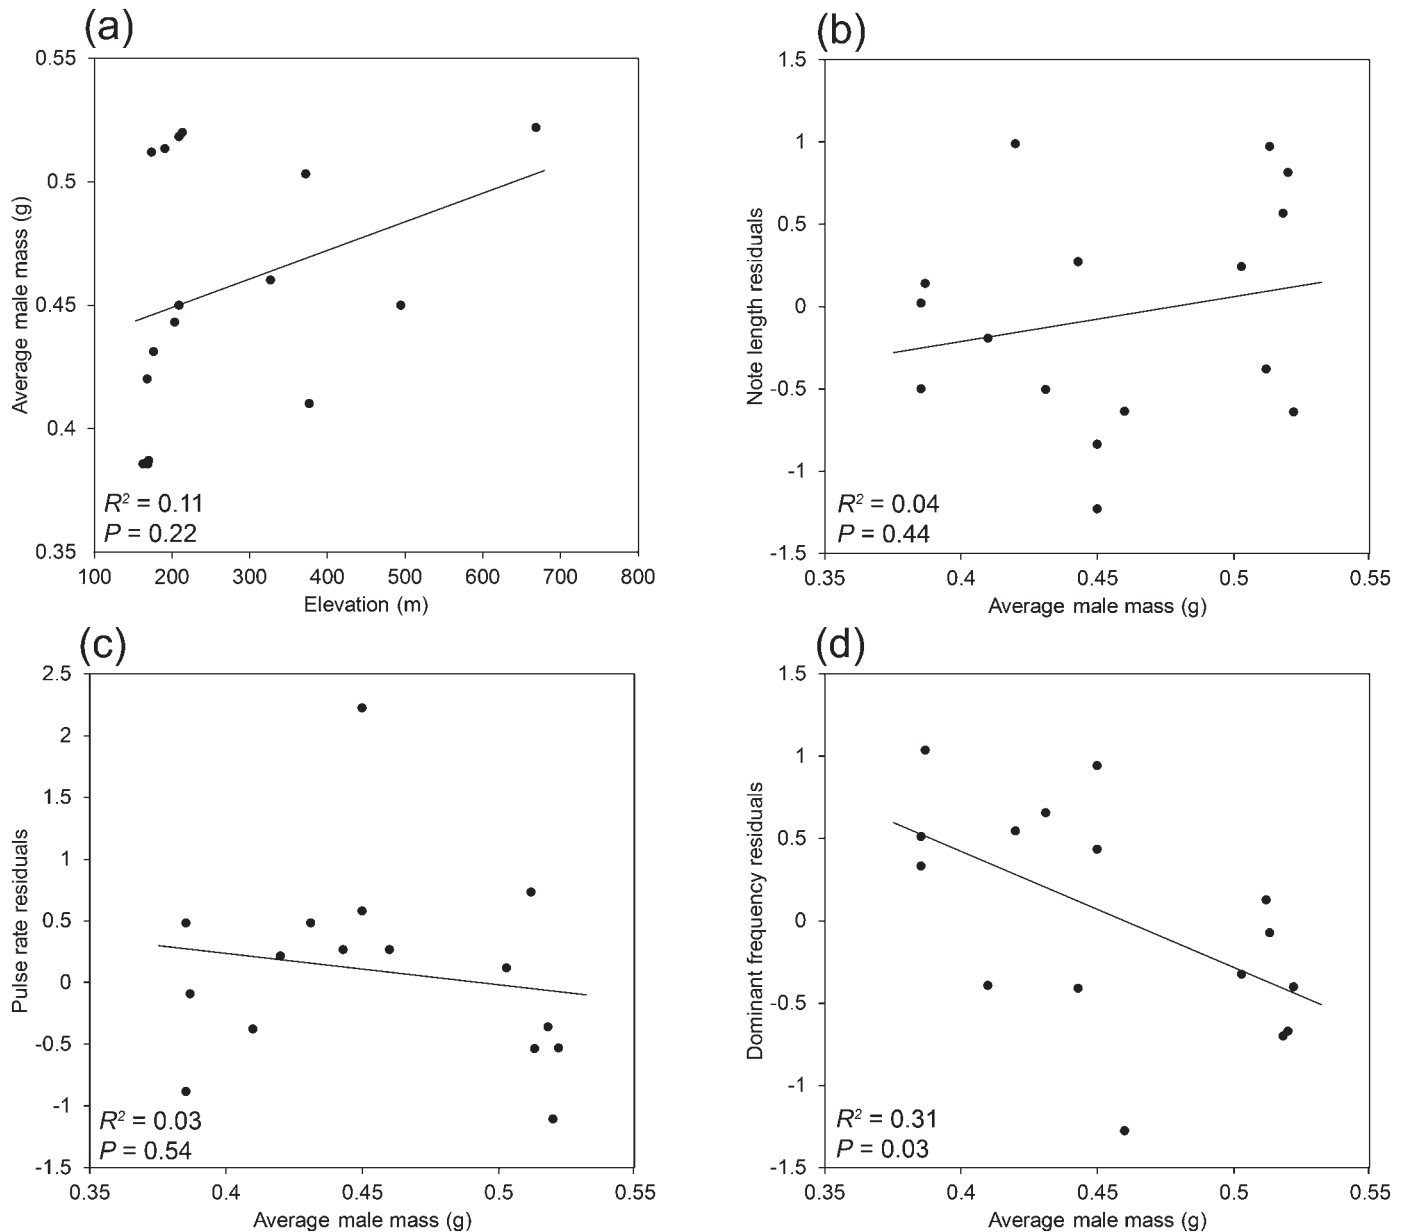 (a)
0.55
0.5
0.45
0.4
0.35
Average male mass (g)
R² = 0.11
P = 0.22
100 200 300 400 500 600 700 800
Elevation (m)
(b)
1.5
1
0.5
0
-0.5
-1
-1.5
Note length residuals
R² = 0.04
P = 0.44
0.35 0.4 0.45 0.5 0.55
Average male mass (g)
(c)
2.5
2
1.5
1
0.5
0
-0.5
-1
-1.5
Pulse rate residuals
R² = 0.03
P = 0.54
0.35 0.4 0.45 0.5 0.55
Average male mass (g)
(d)
1.5
1
0.5
0
-0.5
-1
-1.5
Dominant frequency residuals
R² = 0.31
P = 0.03
0.35 0.4 0.45 0.5 0.55
Average male mass (g)